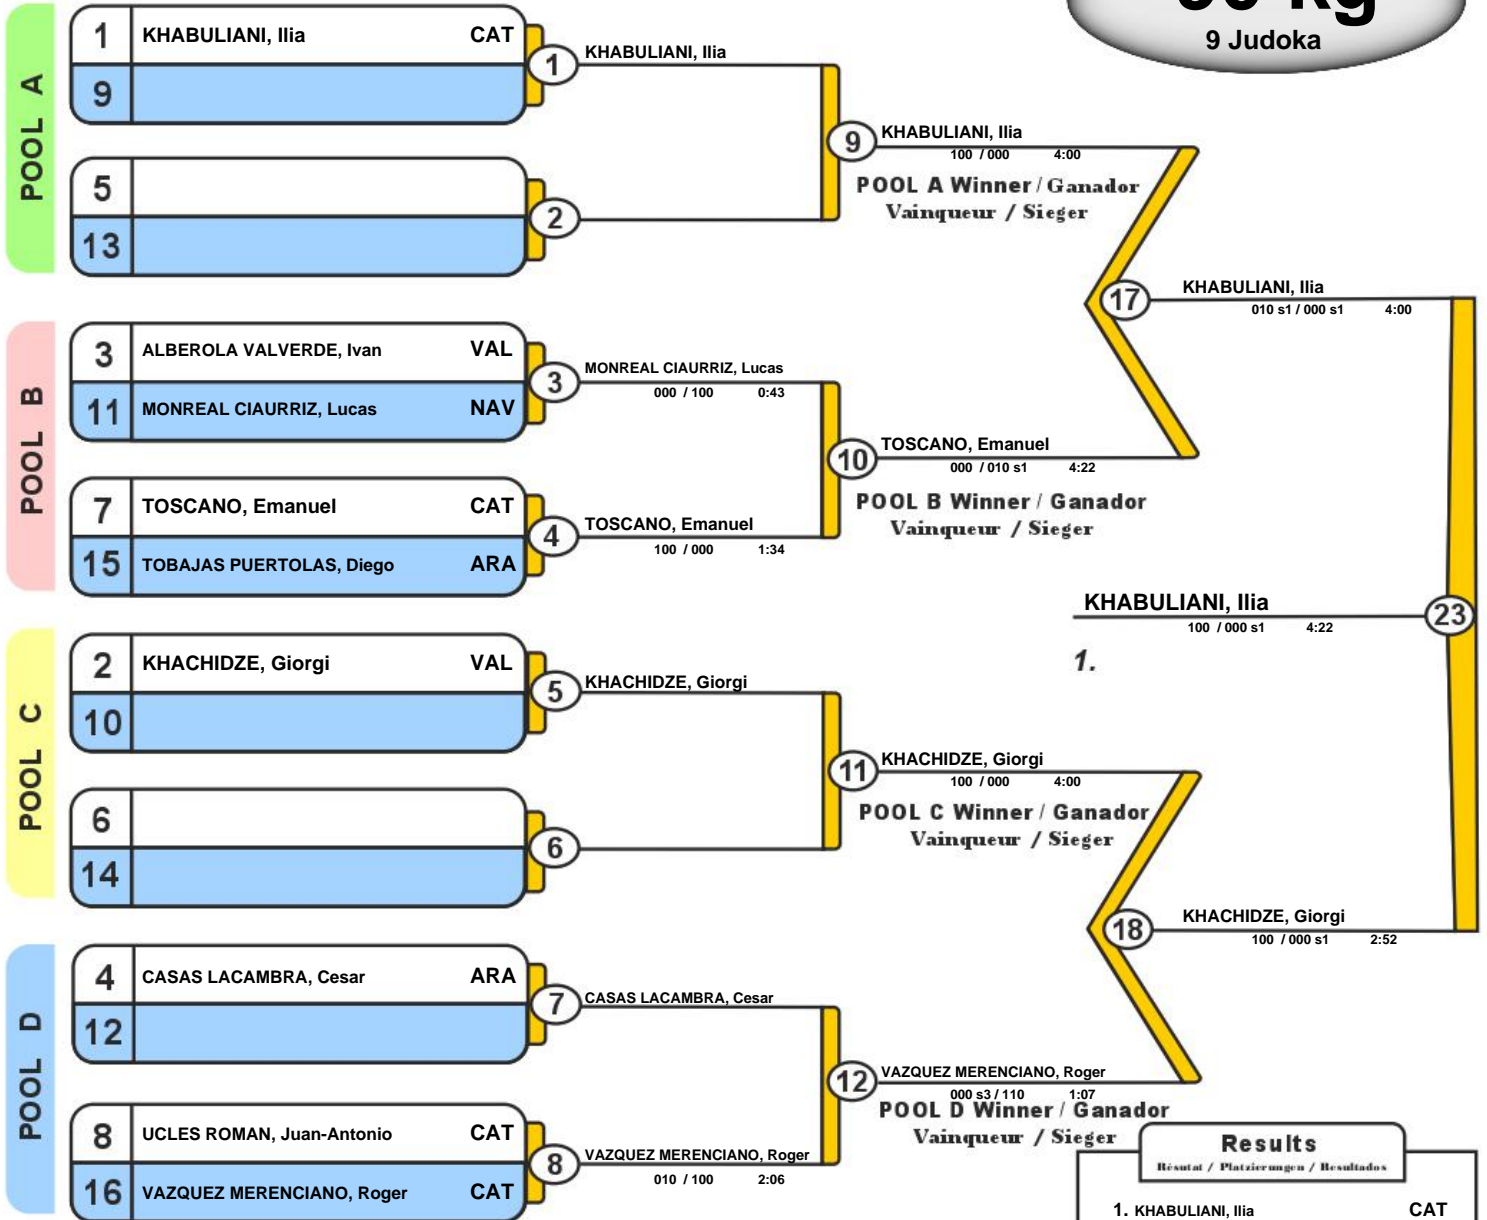 9 Judoka
POOL A
1 KHABULIANI, Ilia CAT
9
1 KHABULIANI, Ilia
5
13
2
9 KHABULIANI, Ilia
100 / 000 4:00
POOL A Winner / Ganador
Vainqueur / Sieger
POOL B
3 ALBEROLA VALVERDE, Ivan VAL
11 MONREAL CIAURRIZ, Lucas NAV
3 MONREAL CIAURRIZ, Lucas
000 / 100 0:43
7 TOSCANO, Emanuel CAT
15 TOBAJAS PUERTOLAS, Diego ARA
4 TOSCANO, Emanuel
100 / 000 1:34
10 TOSCANO, Emanuel
000 / 010 s1 4:22
POOL B Winner / Ganador
Vainqueur / Sieger
17 KHABULIANI, Ilia
010 s1 / 000 s1 4:00
KHABULIANI, Ilia 23
100 / 000 s1 4:22
1.
POOL C
2 KHACHIDZE, Giorgi VAL
10
5 KHACHIDZE, Giorgi
6
14
6
11 KHACHIDZE, Giorgi
100 / 000 4:00
POOL C Winner / Ganador
Vainqueur / Sieger
18 KHACHIDZE, Giorgi
100 / 000 s1 2:52
POOL D
4 CASAS LACAMBRA, Cesar ARA
12
7 CASAS LACAMBRA, Cesar
8 UCLES ROMAN, Juan-Antonio CAT
16 VAZQUEZ MERENCIANO, Roger CAT
8 VAZQUEZ MERENCIANO, Roger
010 / 100 2:06
12 VAZQUEZ MERENCIANO, Roger
000 s3 / 110 1:07
POOL D Winner / Ganador
Vainqueur / Sieger
Results
Résutat / Platzierungen / Resultados
1. KHABULIANI, Ilia CAT